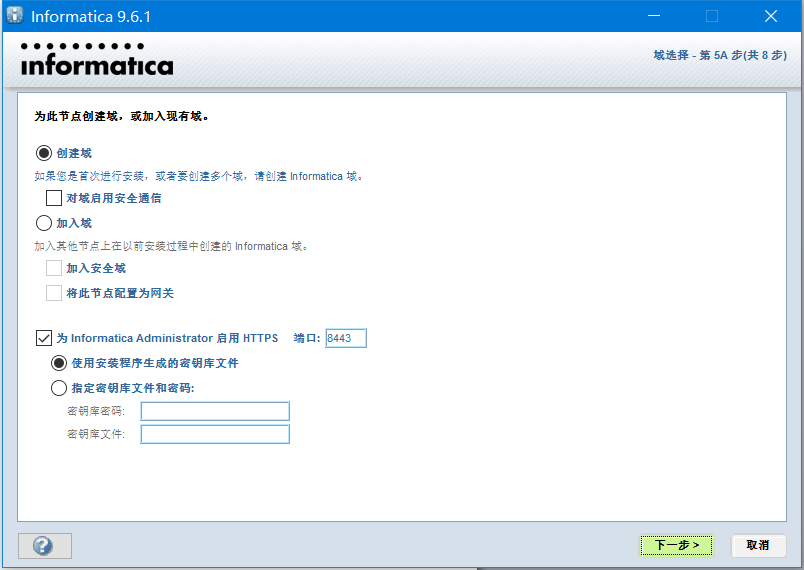 Informatica 9.6.1
informatica
域选择 - 第 5A 步(共 8 步)
为此节点创建域，或加入现有域。
创建域
如果您是首次进行安装，或者要创建多个域，请创建 Informatica 域。
对域启用安全通信
加入域
加入其他节点上在以前安装过程中创建的 Informatica 域。
加入安全域
将此节点配置为网关
为 Informatica Administrator 启用 HTTPS 端口: 8443
使用安装程序生成的密钥库文件
指定密钥库文件和密码:
密钥库密码:
密钥库文件:
?
下一步 > 取消